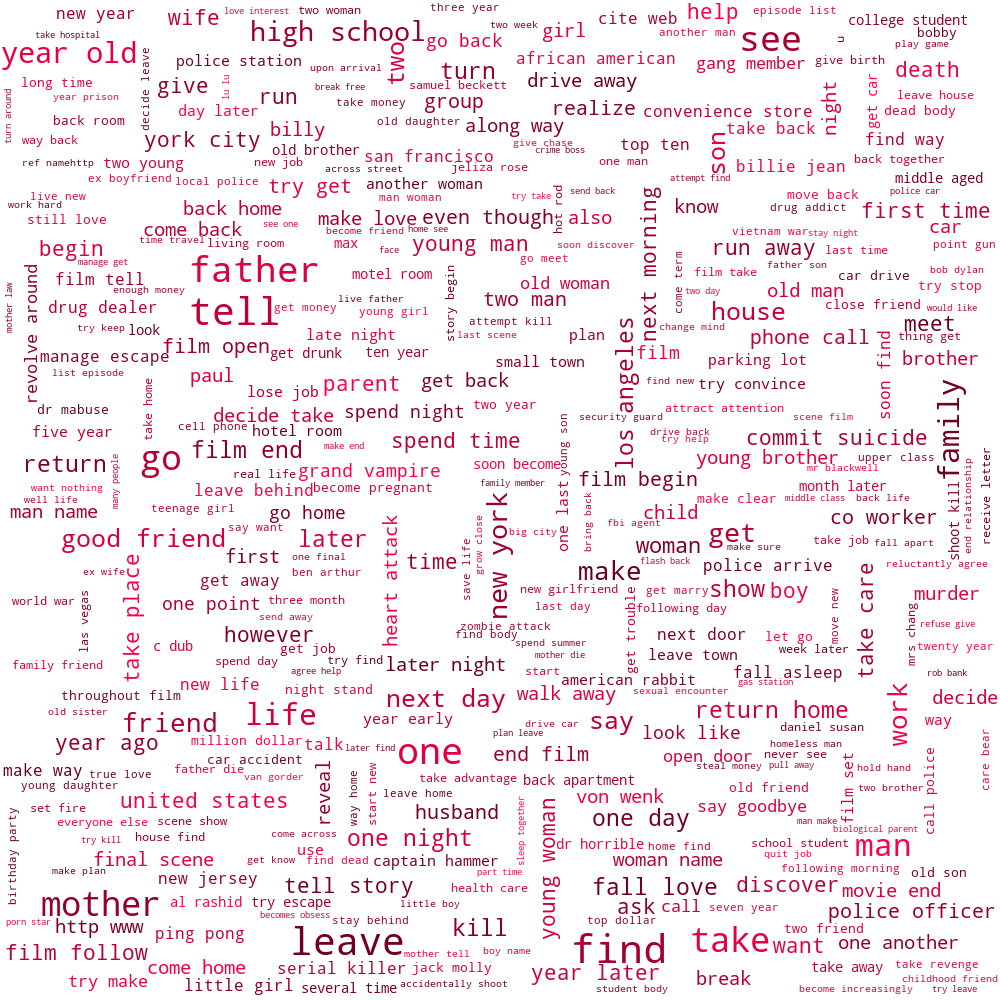 new year
wife
love interest
two woman
three year
cite web
help
episode list
college student
take hospital
high school
two week
girl
another man
bobby
year old
two
go back
african american
see
u
play game
police station
upon arrival
turn
gang member
give birth
death
long time
give
break free
samuel beckett
drive away
year prison
decide leave
lu lu
run
take money
group
realize
convenience store
night
get car
leave house
turn around
back room
day later
old daughter
along way
dead body
way back
york city
billy
give chase
top ten
son
take back
find way
old brother
crime boss
ref namehttp
two young
new job
san francisco
jeliza rose
one man
billie jean
back together
across street
ex boyfriend
local police
try get
another woman
attempt find
middle aged
live new
man woman
try take
hot rod
send back
move back
police car
work hard
back home
make love
even though
also
next morning
know
drug addict
first time
still love
come back
see one
become friend
home see
vietnam war
stay night
car
begin
time travel
living room
max
face
young man
soon discover
run away
last time
point gun
manage get
father
motel room
go meet
father son
film tell
old woman
come term
film take
car drive
bob dylan
mother law
revolve around
enough money
story begin
two man
two day
old man
try stop
drug dealer
tell
get money
live father
young girl
house
close friend
would like
try keep
look
late night
attempt kill
last scene
plan
los angeles
change mind
phone call
meet
thing get
manage escape
film open
get drunk
ten year
small town
film
parking lot
soon find
brother
list episode
paul
parent
get back
find new
try convince
take home
lose job
dr mabuse
decide take
spend night
two year
attract attention
family
five year
cell phone
hotel room
security guard
scene film
make end
spend time
young son
drive back
try help
commit suicide
return
many people
go
film end
real life
grand vampire
soon become
young brother
upper class
mr blackwell
want nothing
family member
film begin
month later
well life
leave behind
become pregnant
one last
bring back
make clear
middle class
back life
shoot kill
end relationship
receive letter
man name
teenage girl
go home
new york
child
co worker
say want
fbi agent
good friend
later
heart attack
big city
get
take job
fall apart
first
one final
time
grow close
woman
make sure
ex wife
take place
ben arthur
save life
flash back
police arrive
reluctantly agree
get away
make
show
boy
take care
world war
las vegas
one point
three month
new girlfriend
get marry
murder
send away
last day
following day
move new
however
zombie attack
find body
get trouble
next door
let go
mrs chang
refuse give
c dub
get job
spend summer
leave town
week later
twenty year
family friend
spend day
try find
later night
mother die
agree help
start
american rabbit
fall asleep
rob bank
new life
night stand
gas station
throughout film
next day
walk away
sexual encounter
work
decide
old sister
friend
life
year early
return home
say
way
drive car
daniel susan
year ago
million dollar
talk
plan leave
look like
later find
one
end film
homeless man
car accident
open door
never see
make way
true love
father die
steal money
pull away
film set
hold hand
call police
care bear
young daughter
van gorder
reveal
way home
start new
take advantage
back apartment
old friend
two brother
birthday party
set fire
united states
leave home
von wenk
say goodbye
everyone else
scene show
husband
one day
man make
biological parent
come across
sleep together
young woman
try kill
house find
use
one night
dr horrible
home find
school student
man
quit job
final scene
get know
find dead
captain hammer
woman name
make plan
part time
following morning
old son
new jersey
tell story
health care
fall love
discover
movie end
mother
al rashid
try escape
little boy
ask
call
seven year
police officer
porn star
becomes obsess
stay behind
top dollar
http www
ping pong
kill
two friend
leave
find
take
want
one another
film follow
mother tell
boy name
come home
serial killer
jack molly
year later
take away
take revenge
try make
little girl
several time
accidentally shoot
student body
break
childhood friend
become increasingly
try leave